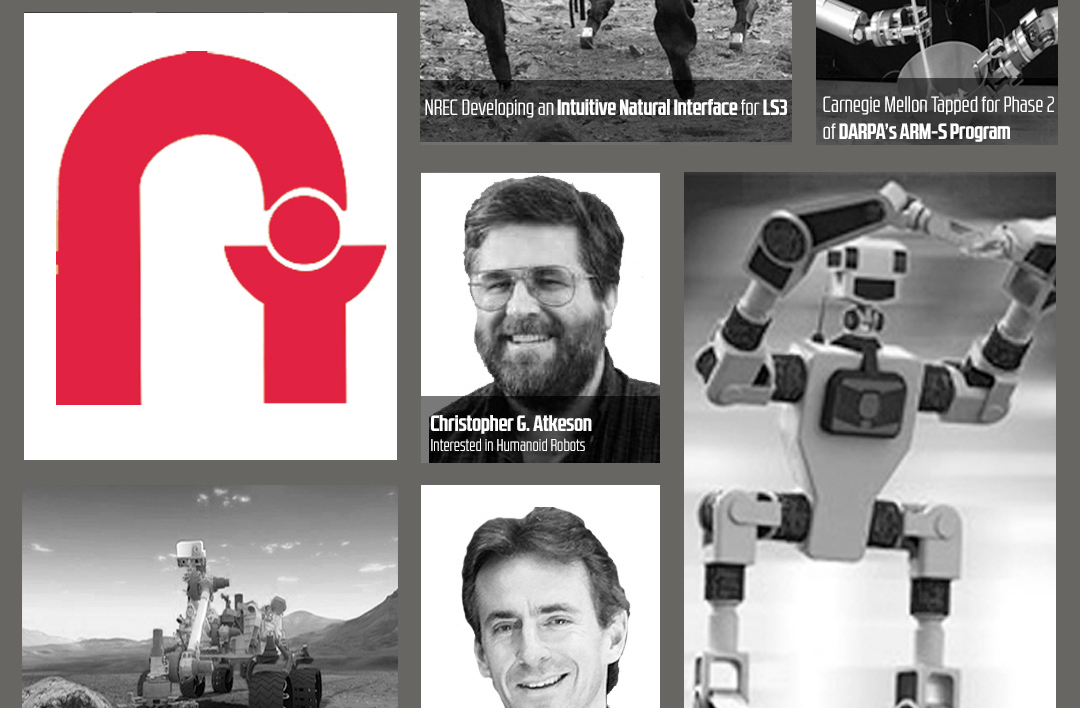 NREC Developing an Intuitive Natural Interface for LS3
Carnegie Mellon Tapped for Phase 2
of DARPA's ARM-S Program
Christopher G. Atkeson
Interested in Humanoid Robots